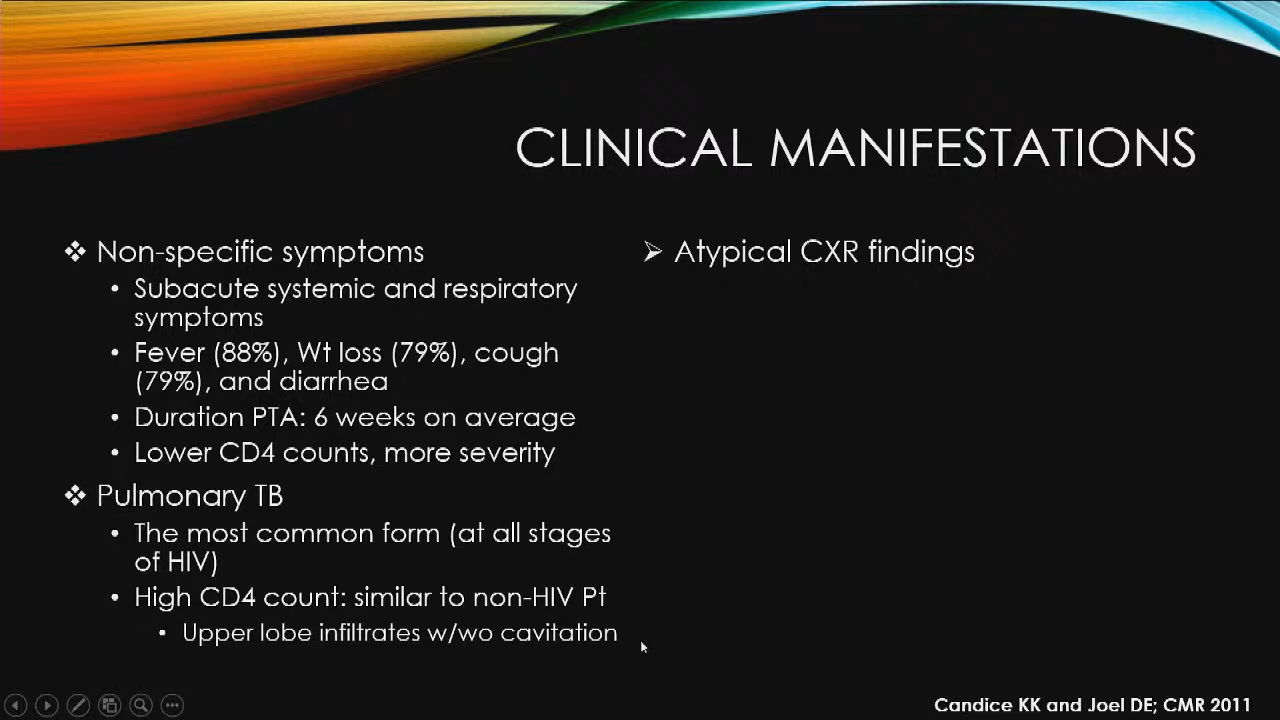 CLINICAL MANIFESTATIONS
Non-specific symptoms
Subacute systemic and respiratory
symptoms
Fever (88%), Wt loss (79%), cough
(79%), and diarrhea
Duration PTA: 6 weeks on average
Lower CD4 counts, more severity
Pulmonary TB
The most common form (at all stages
of HIV)
High CD4 count: similar to non-HIV Pt
Upper lobe infiltrates w/wo cavitation
Atypical CXR findings
Candice KK and Joel DE; CMR 2011